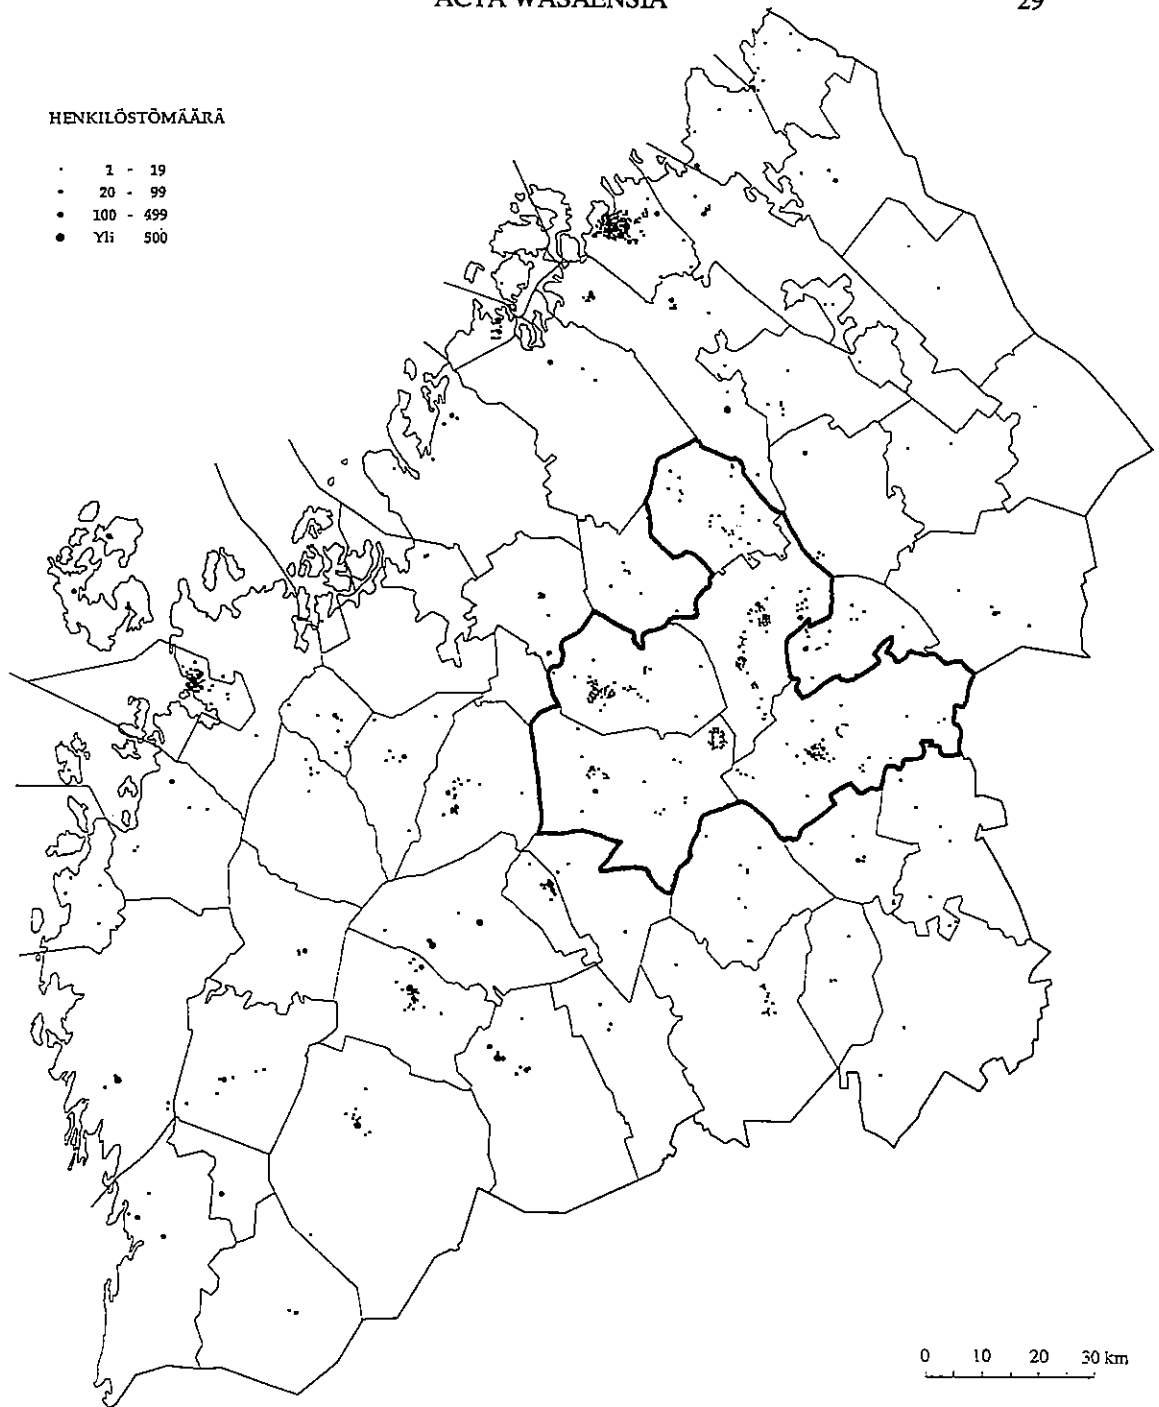 ACTA WASAENSIA 29
HENKILÖSTÖMÄÄRÄ
1 - 19
20 - 99
100 - 499
Yli 500
0 10 20 30 km